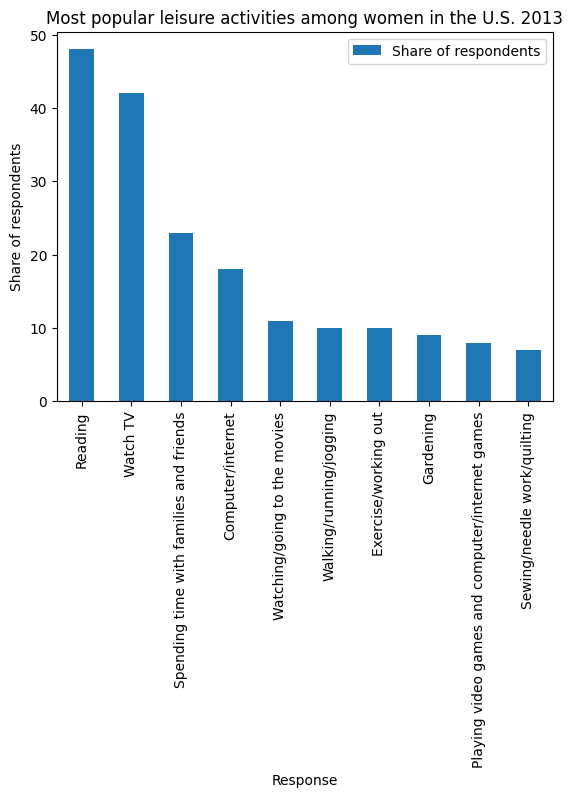 Most popular leisure activities among women in the U.S. 2013
Share of respondents
Share of respondents
50
40
30
20
10
0
Reading
Watch TV
Spending time with families and friends
Computer/internet
Watching/going to the movies
Walking/running/jogging
Exercise/working out
Gardening
Playing video games and computer/internet games
Sewing/needle work/quilting
Response